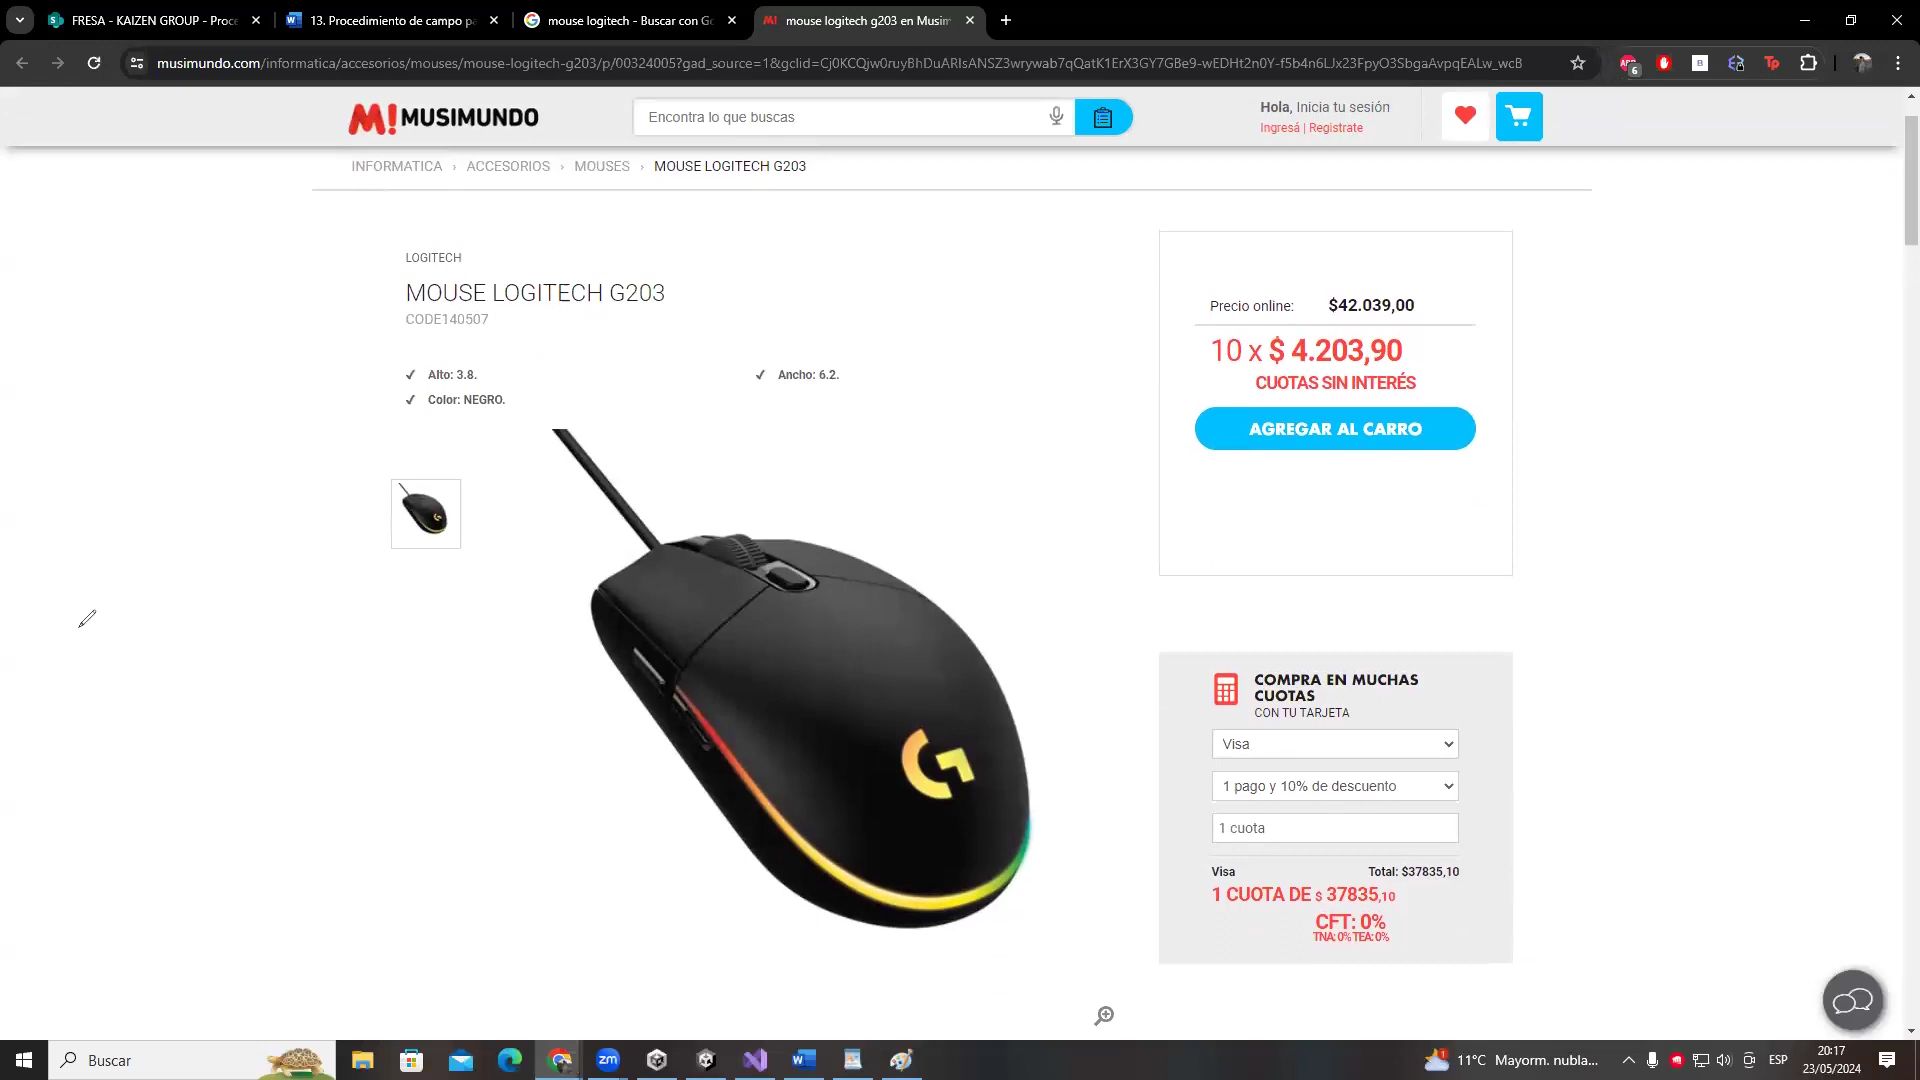 FRESA - KAIZEN GROUP - Proce
13. Procedimiento de campo pa
mouse logitech - Buscar con Go
mouse logitech g203 en Musim
musimundo.com/informatica/accesorios/mouses/mouse-logitech-g203/p/00324005?gad_source=1&gclid=Cj0KCQjw0ruyBhDuARIsANSZ3wrywab7qQatK1ErX3GY7GBe9-wEDHt2n0Y-f5b4n6LJx23FpyO3SbgaAvpqEALw_wcB
6
M! MUSIMUNDO
Encontra lo que buscas
Hola, Inicia tu sesión
Ingresá | Registrate
INFORMATICA › ACCESORIOS › MOUSES › MOUSE LOGITECH G203
LOGITECH
MOUSE LOGITECH G203
CODE140507
Alto: 3.8.
Ancho: 6.2.
Color: NEGRO.
Precio online: $42.039,00
10 x $ 4.203,90
CUOTAS SIN INTERÉS
AGREGAR AL CARRO
COMPRA EN MUCHAS
CUOTAS
CON TU TARJETA
Visa
1 pago y 10% de descuento
1 cuota
Visa Total: $37835,10
1 CUOTA DE $ 37835,10
CFT: 0%
TNA: 0% TEA: 0%
Buscar
11°C Mayorm. nubla...
ESP
20:17
23/05/2024